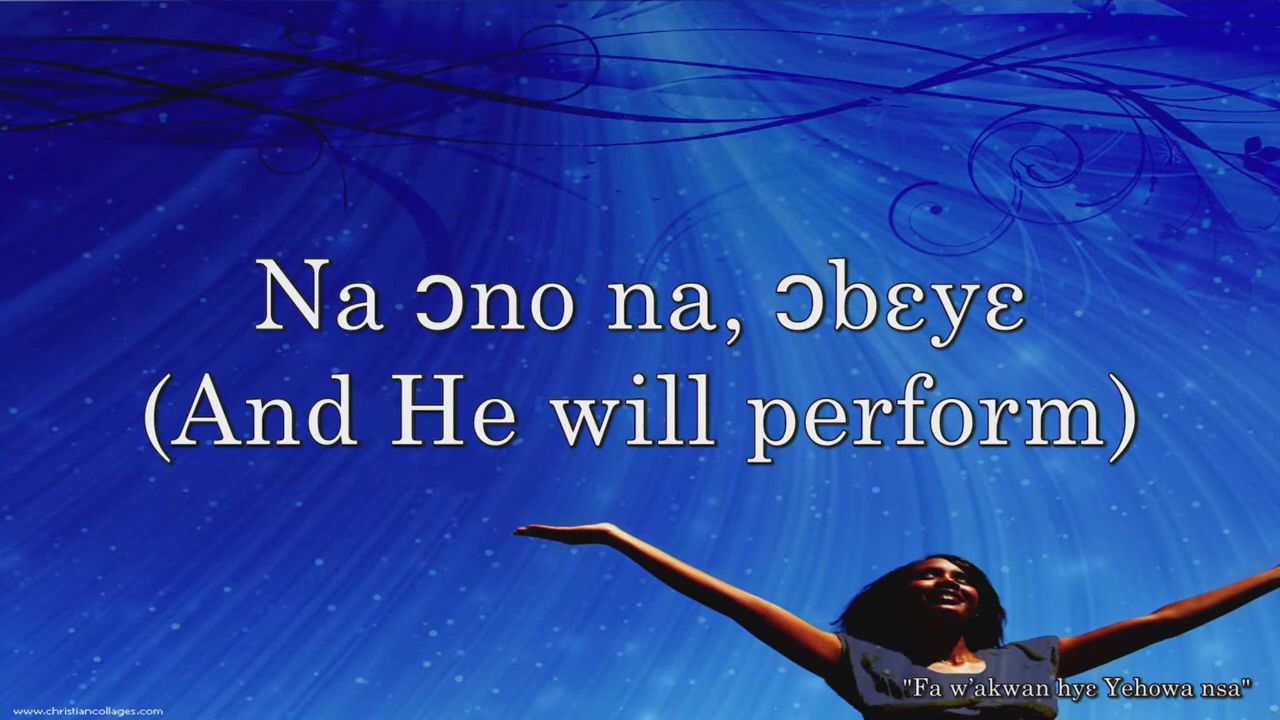 Na ɔno na, ɔbɛyɛ
(And He will perform)
"Fa w'akwan hyɛ Yehowa nsa"
www.christiancollages.com